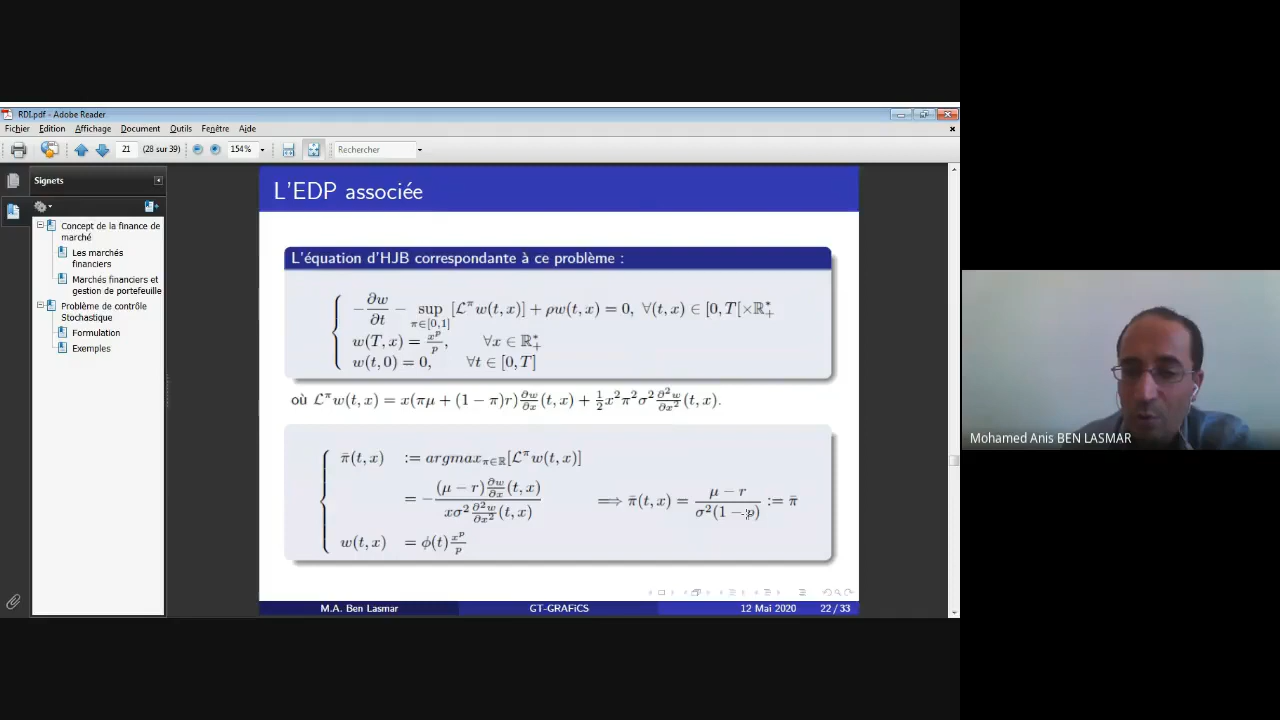 RDI.pdf - Adobe Reader
Fichier Edition Affichage Document Outils Fenêtre Aide
21 (28 sur 39) 154% Rechercher
Signets
Concept de la finance de
marché
Les marchés
financiers
Marchés financiers et
gestion de portefeuille
Problème de contrôle
Stochastique
Formulation
Exemples
L'EDP associée
L'équation d'HJB correspondante à ce problème :
−∂w/∂t − sup_{π∈[0,1]} [ℒ^π w(t, x)] + ρw(t, x) = 0, ∀(t, x) ∈ [0, T[×ℝ*₊
w(T, x) = x^p/p, ∀x ∈ ℝ*₊
w(t, 0) = 0, ∀t ∈ [0, T]
où ℒ^π w(t, x) = x(πμ + (1 − π)r)∂w/∂x(t, x) + ½x²π²σ²∂²w/∂x²(t, x).
π̄(t, x) := argmax_{π∈ℝ}[ℒ^π w(t, x)]
= −(μ − r)∂w/∂x(t, x) / xσ²∂²w/∂x²(t, x) ⟹ π̄(t, x) = μ − r / σ²(1 − p) := π̄
w(t, x) = φ(t)x^p/p
M.A. Ben Lasmar GT-GRAFiCS 12 Mai 2020 22 / 33
Mohamed Anis BEN LASMAR